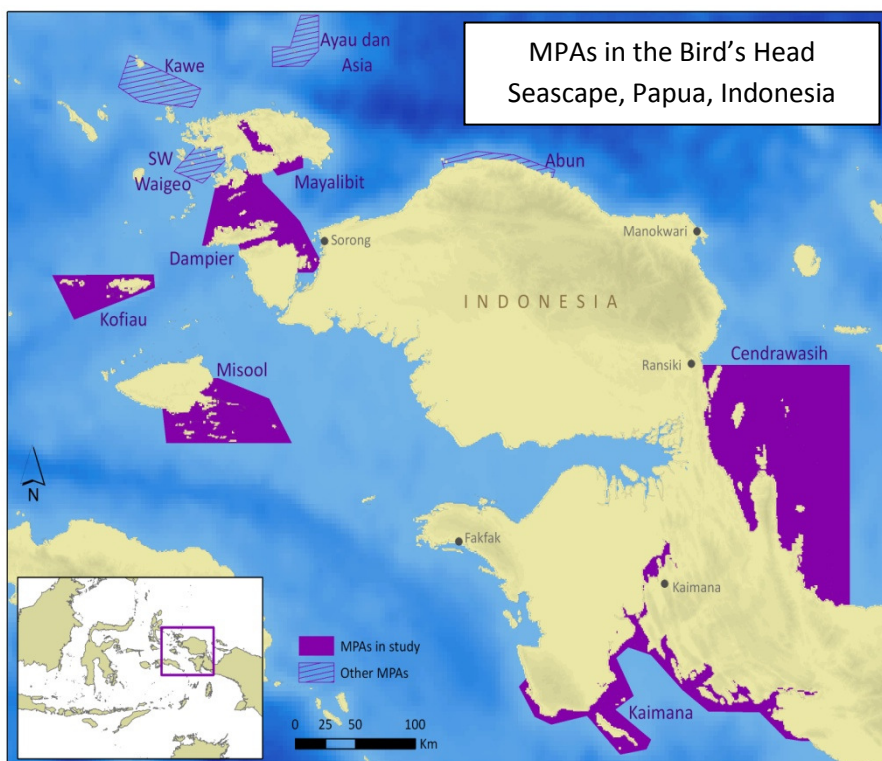 MPAs in the Bird's Head
Seascape, Papua, Indonesia
Ayau dan
Asia
Kawe
SW
Waigeo
Mayalibit
Abun
Sorong
Manokwari
Dampier
INDONESIA
Kofiau
Misool
Ransiki
Cendrawasih
N
Fakfak
Kaimana
MPAs in study
Other MPAs
Kaimana
0 25 50 100
Km